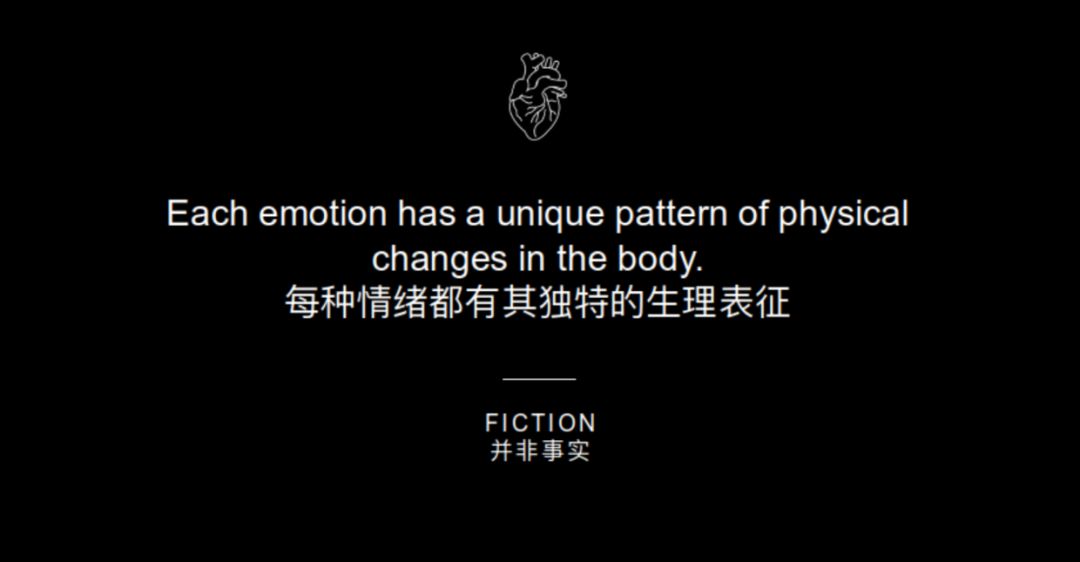 Each emotion has a unique pattern of physical
changes in the body.
每种情绪都有其独特的生理表征
FICTION
并非事实